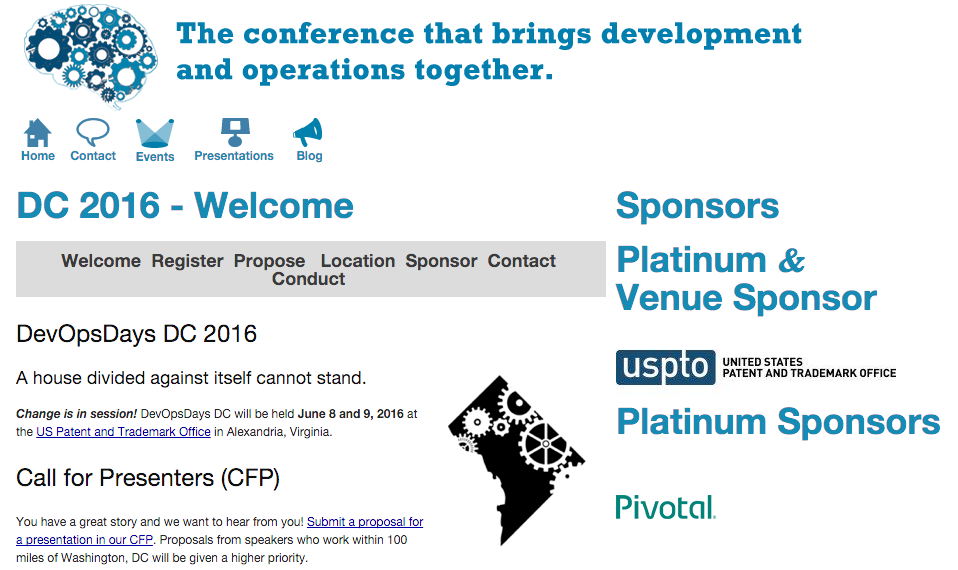 The conference that brings development
and operations together.
Home Contact Events Presentations Blog
DC 2016 - Welcome
Welcome Register Propose Location Sponsor Contact
Conduct
DevOpsDays DC 2016
A house divided against itself cannot stand.
Change is in session! DevOpsDays DC will be held June 8 and 9, 2016 at
the US Patent and Trademark Office in Alexandria, Virginia.
Call for Presenters (CFP)
You have a great story and we want to hear from you! Submit a proposal for
a presentation in our CFP. Proposals from speakers who work within 100
miles of Washington, DC will be given a higher priority.
Sponsors
Platinum &
Venue Sponsor
uspto UNITED STATES
PATENT AND TRADEMARK OFFICE
Platinum Sponsors
Pivotal.